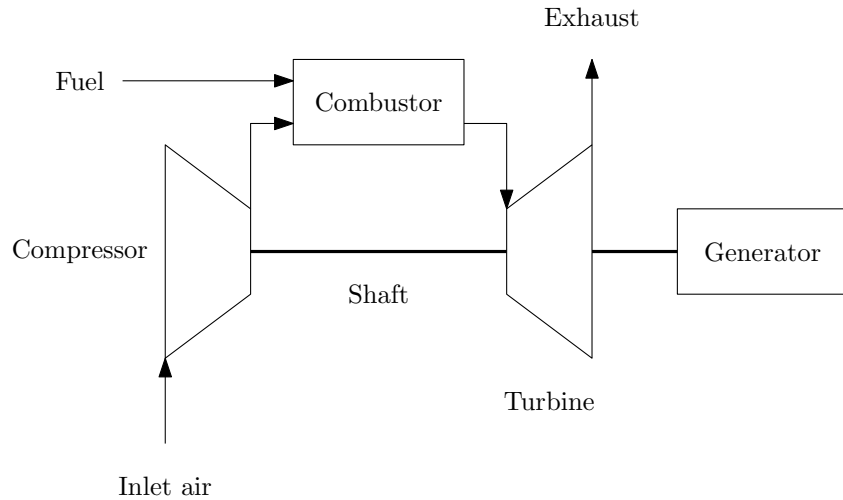 Exhaust
Fuel
Combustor
Compressor
Generator
Shaft
Turbine
Inlet air